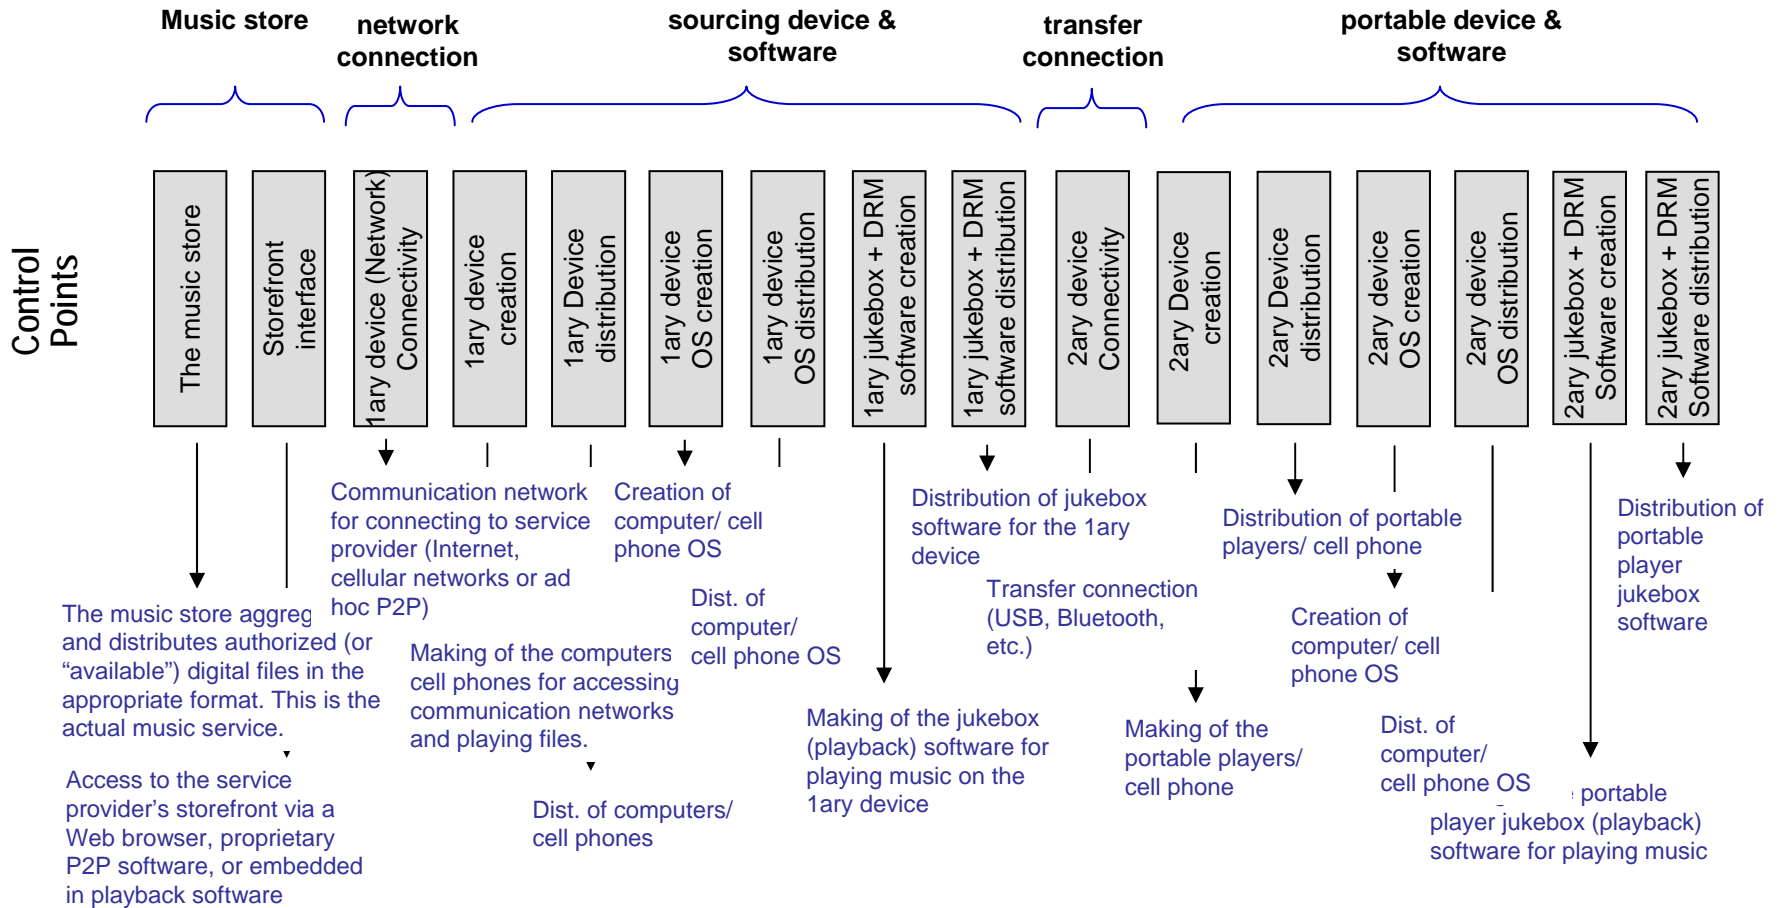 Music store
network
connection
sourcing device &
software
transfer
connection
portable device &
software
Control
Points
The music store
Storefront
interface
1ary device (Network)
Connectivity
1ary device
creation
1ary Device
distribution
1ary device
OS creation
1ary device
OS distribution
1ary jukebox + DRM
software creation
1ary jukebox + DRM
software distribution
2ary device
Connectivity
2ary Device
creation
2ary Device
distribution
2ary device
OS creation
2ary device
OS distribution
2ary jukebox + DRM
Software creation
2ary jukebox + DRM
Software distribution
The music store aggreg
and distributes authorized (or
“available”) digital files in the
appropriate format. This is the
actual music service.
Access to the service
provider’s storefront via a
Web browser, proprietary
P2P software, or embedded
in playback software
Communication network
for connecting to service
provider (Internet,
cellular networks or ad
hoc P2P)
Making of the computers
cell phones for accessing
communication networks
and playing files.
Dist. of computers/
cell phones
Creation of
computer/ cell
phone OS
Dist. of
computer/
cell phone OS
Making of the jukebox
(playback) software for
playing music on the
1ary device
Distribution of jukebox
software for the 1ary
device
Transfer connection
(USB, Bluetooth,
etc.)
Making of the
portable players/
cell phone
Distribution of portable
players/ cell phone
Creation of
computer/ cell
phone OS
Dist. of
computer/
cell phone OS
portable
player jukebox (playback)
software for playing music
Distribution of
portable
player
jukebox
software